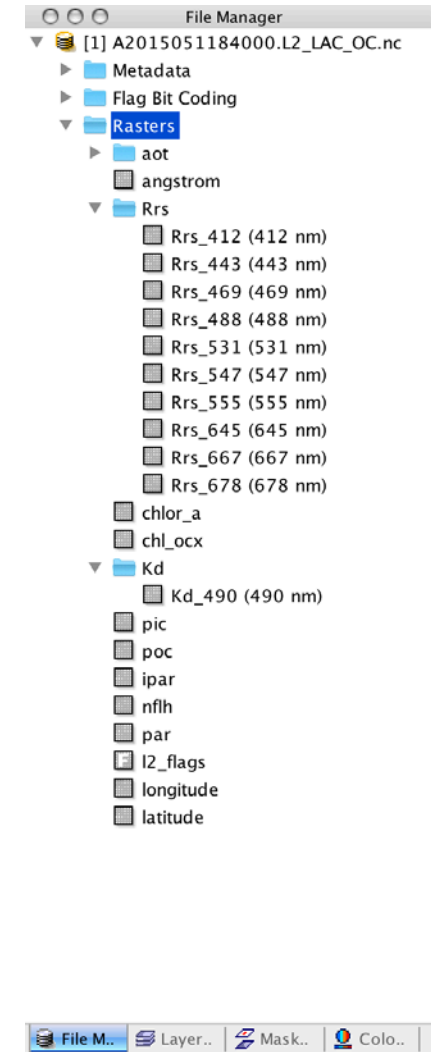 File Manager
[1] A2015051184000.L2_LAC_OC.nc
Metadata
Flag Bit Coding
Rasters
aot
angstrom
Rrs
Rrs_412 (412 nm)
Rrs_443 (443 nm)
Rrs_469 (469 nm)
Rrs_488 (488 nm)
Rrs_531 (531 nm)
Rrs_547 (547 nm)
Rrs_555 (555 nm)
Rrs_645 (645 nm)
Rrs_667 (667 nm)
Rrs_678 (678 nm)
chlor_a
chl_ocx
Kd
Kd_490 (490 nm)
pic
poc
ipar
nflh
par
F l2_flags
longitude
latitude
File M.. Layer.. Mask.. Colo..